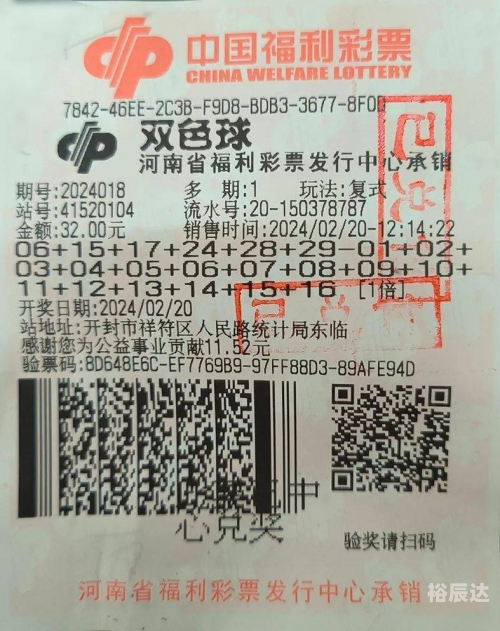 中国福利彩票
CHINA WELFARE LOTTERY
7842-46EE-2C3B-F9D8-BDB3-3677-8F0D
双色球
河南省福利彩票发行中心承销
期号:2024018 多 期:1 玩法:复式
站号:41520104 流水号:20-150378787
金额:32.00元 销售时间:2024/02/20-12:14:22
06+15+17+24+28+29-01+02+
03+04+05+06+07+08+09+10+
11+12+13+14+15+16 [1倍]
开奖日期:2024/02/20
站地址:开封市祥符区人民路统计局东临
感谢您为公益事业贡献11.52元
验票码:8D648E6C-EF7769B9-97FF88D3-89AFE94D
已兑
已兑
中
心兑奖
验奖请扫码
河南省福利彩票发行中心承销
裕辰达